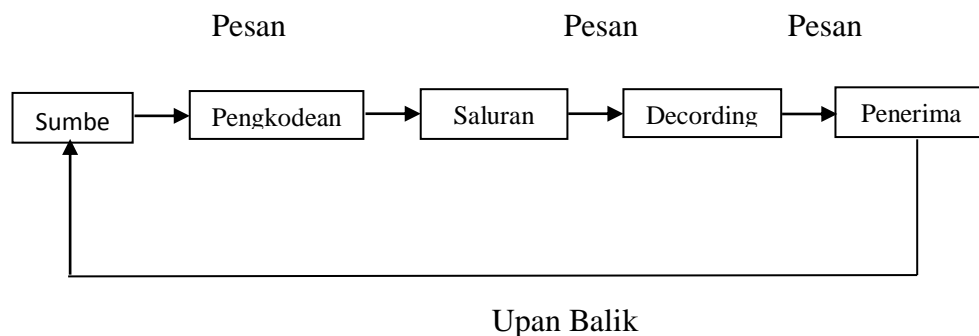 Pesan Pesan Pesan
Sumbe Pengkodean Saluran Decording Penerima
Upan Balik